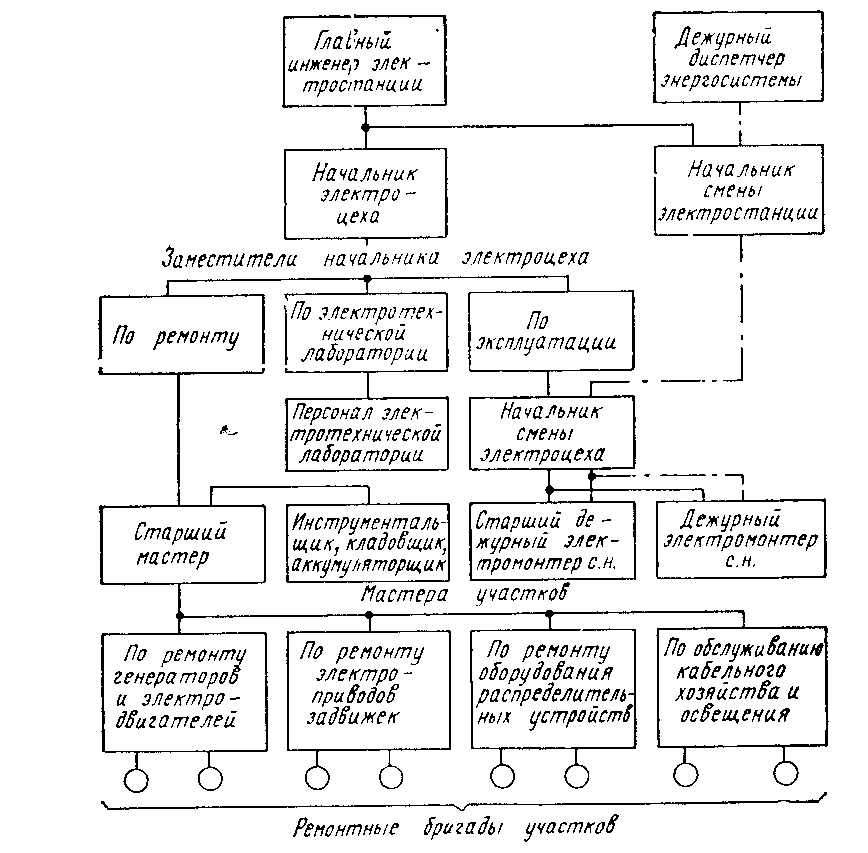 Главный
инженер элек-
тростанции
Дежурный
диспетчер
энергосистемы
Начальник
электро-
цеха
Начальник
смены
электростанции
Заместители начальника электроцеха
По ремонту
По электротех-
нической
лаборатории
По
эксплуатации
Персонал элек-
тротехнической
лаборатории
Начальник
смены
электроцеха
Старший
мастер
Инструменталь-
щик, кладовщик,
аккумуляторщик
Старший де-
журный элек-
тромонтер с.н.
Дежурный
электромонтер
с.н.
Мастера участков
По ремонту
генераторов
и электро-
двигателей
По ремонту
электро-
приводов
задвижек
По ремонту
оборудования
распределитель-
ных устройств
По обслуживанию
кабельного
хозяйства и
освещения
Ремонтные бригады участков